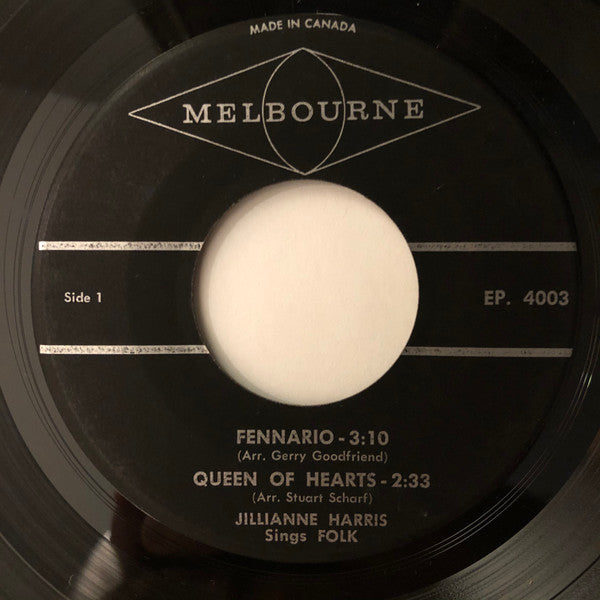 MADE IN CANADA
MELBOURNE
Side 1
EP. 4003
FENNARIO - 3:10
(Arr. Gerry Goodfriend)
QUEEN OF HEARTS - 2:33
(Arr. Stuart Scharf)
JILLIANNE HARRIS
Sings FOLK